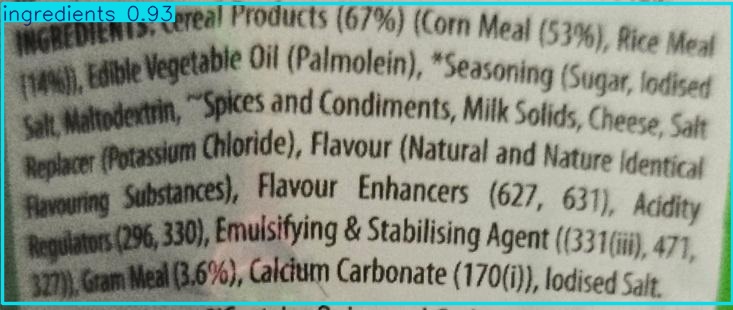 ingredients 0.93
INGREDIENTS: Cereal Products (67%) (Corn Meal (53%), Rice Meal
(14%)), Edible Vegetable Oil (Palmolein), *Seasoning (Sugar, Iodised
Salt, Maltodextrin, ~Spices and Condiments, Milk Solids, Cheese, Salt
Replacer (Potassium Chloride), Flavour (Natural and Nature Identical
Flavouring Substances), Flavour Enhancers (627, 631), Acidity
Regulators (296, 330), Emulsifying & Stabilising Agent ((331(iii), 471,
327)), Gram Meal (3.6%), Calcium Carbonate (170(i)), Iodised Salt.